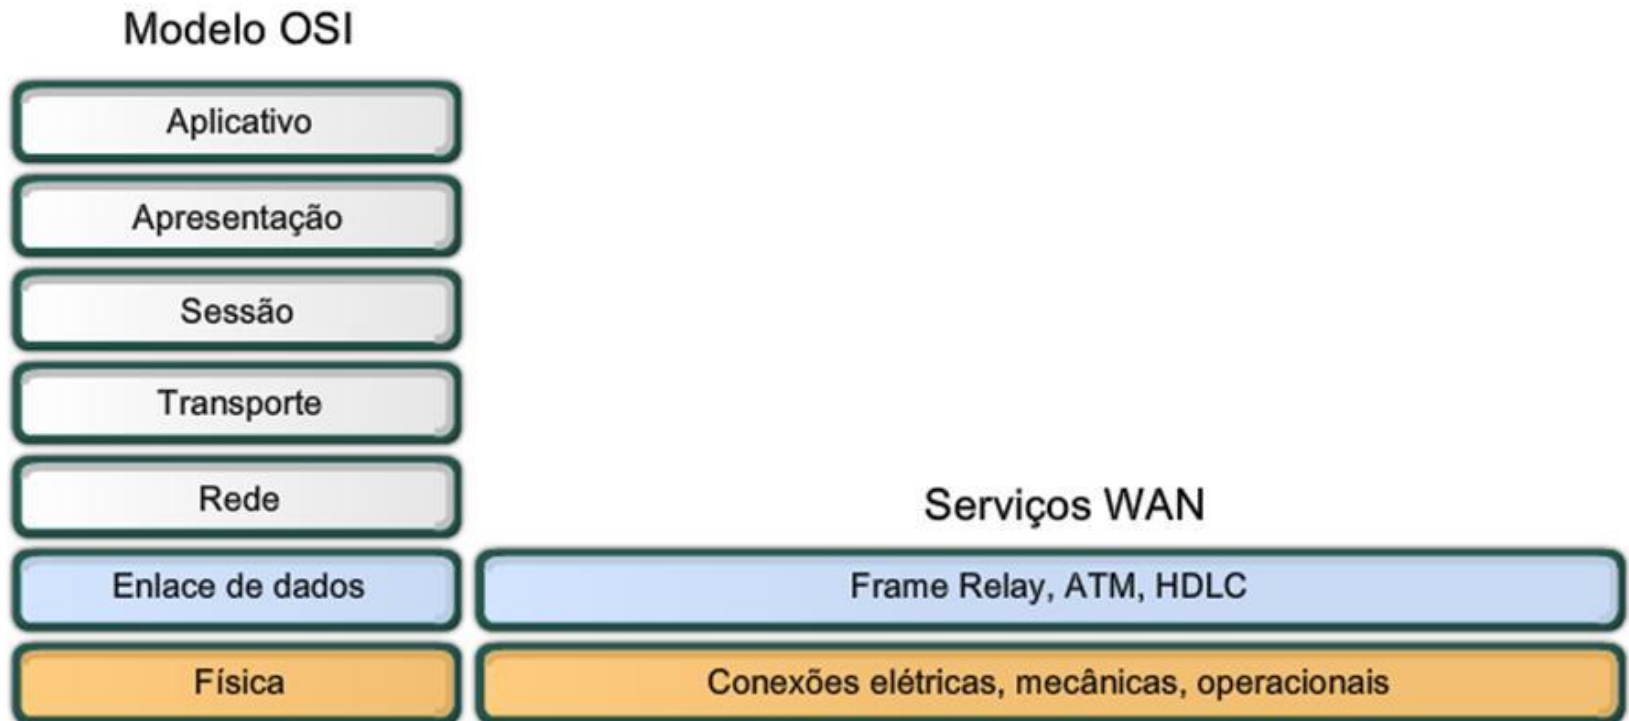 Modelo OSI
Aplicativo
Apresentação
Sessão
Transporte
Rede
Serviços WAN
Enlace de dados
Frame Relay, ATM, HDLC
Física
Conexões elétricas, mecânicas, operacionais